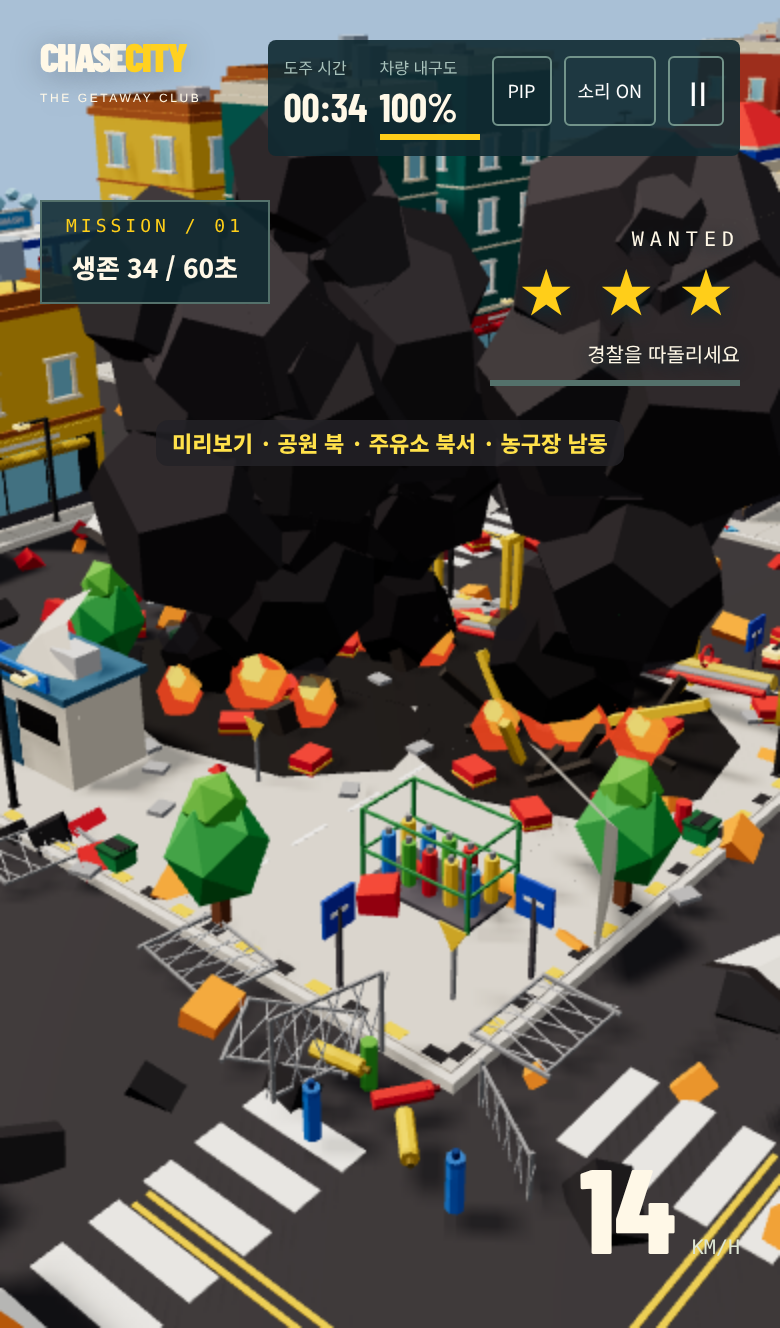 CHASECITY
THE GETAWAY CLUB
도주 시간
00:34
차량 내구도
100%
PIP
소리 ON
MISSION / 01
생존 34 / 60초
WANTED
경찰을 따돌리세요
미리보기 · 공원 북 · 주유소 북서 · 농구장 남동
14 KM/H